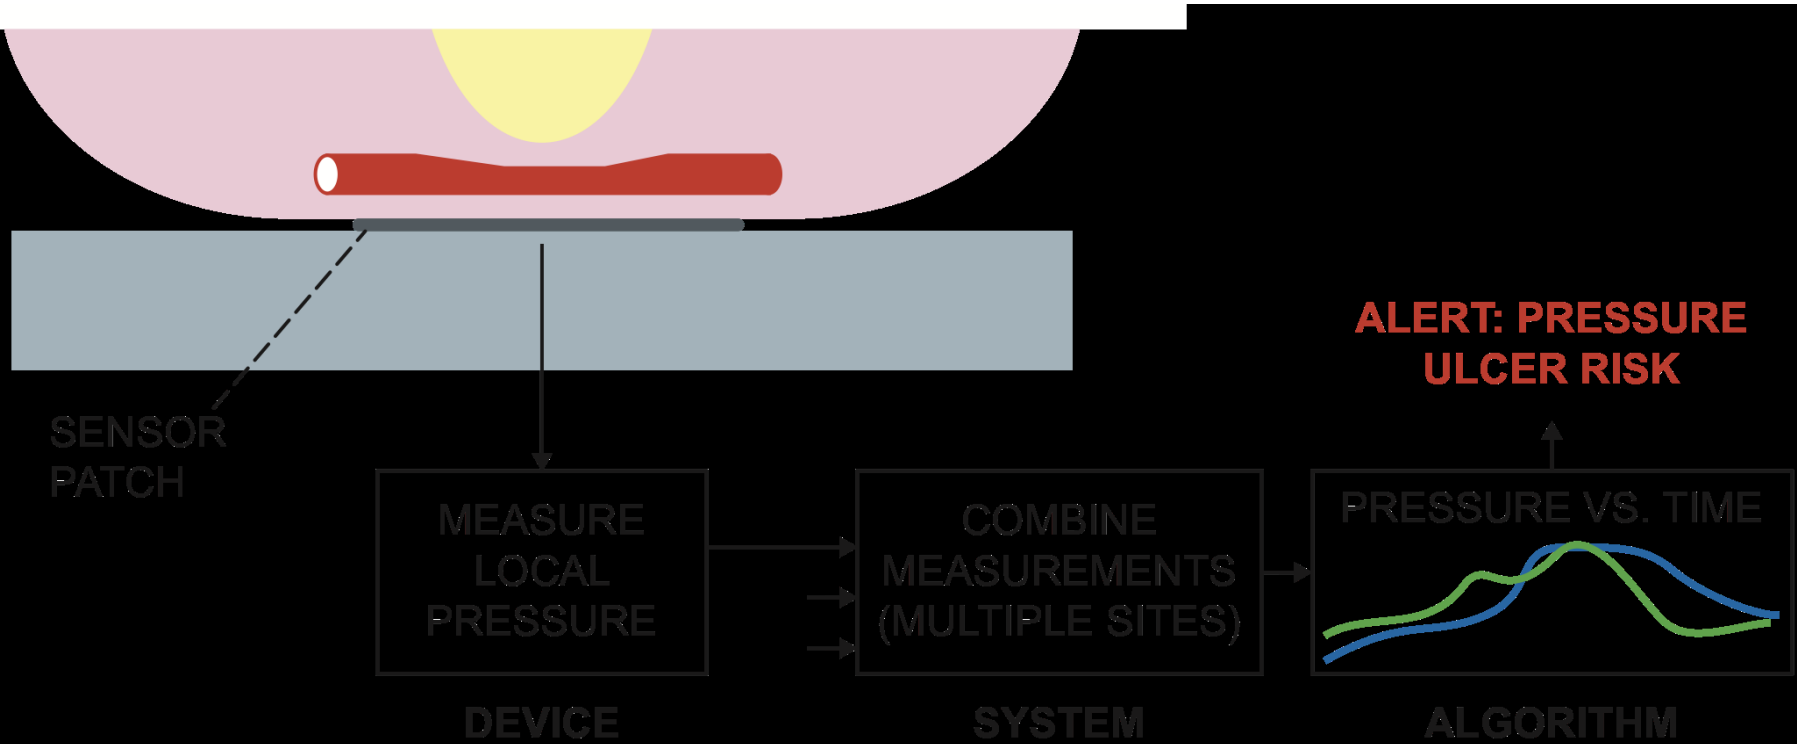 ALERT: PRESSURE
ULCER RISK
SENSOR
PATCH
MEASURE
LOCAL
PRESSURE
COMBINE
MEASUREMENTS
(MULTIPLE SITES)
PRESSURE VS. TIME
DEVICE
SYSTEM
ALGORITHM